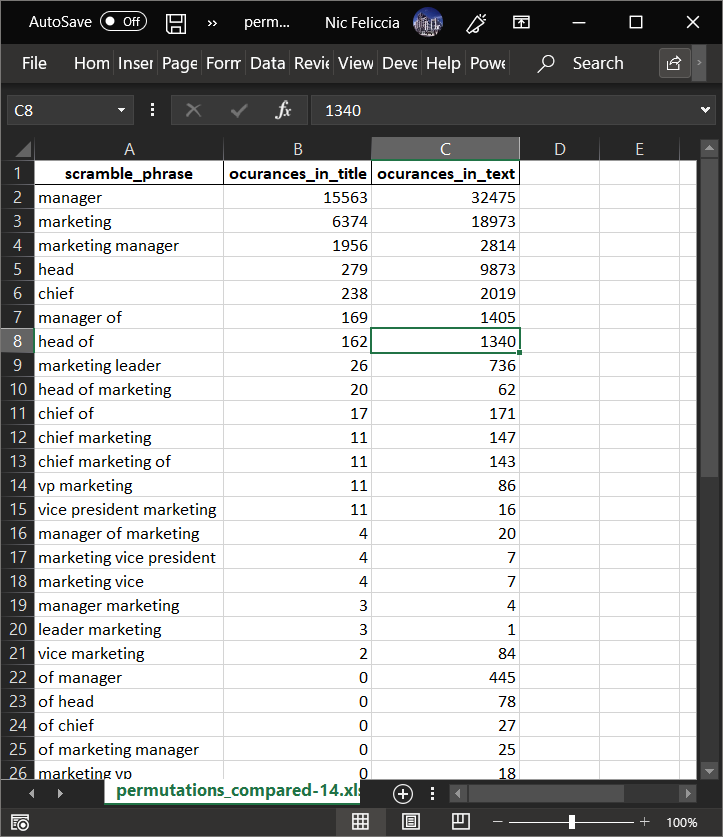 AutoSave Off » perm... Nic Feliccia
File Hom Inser Page Form Data Revie View Deve Help Powe Search
C8 fx 1340
A B C D E
1 scramble_phrase ocurances_in_title ocurances_in_text
2 manager 15563 32475
3 marketing 6374 18973
4 marketing manager 1956 2814
5 head 279 9873
6 chief 238 2019
7 manager of 169 1405
8 head of 162 1340
9 marketing leader 26 736
10 head of marketing 20 62
11 chief of 17 171
12 chief marketing 11 147
13 chief marketing of 11 143
14 vp marketing 11 86
15 vice president marketing 11 16
16 manager of marketing 4 20
17 marketing vice president 4 7
18 marketing vice 4 7
19 manager marketing 3 4
20 leader marketing 3 1
21 vice marketing 2 84
22 of manager 0 445
23 of head 0 78
24 of chief 0 27
25 of marketing manager 0 25
26 marketing vp 0 18
permutations_compared-14.xls
100%